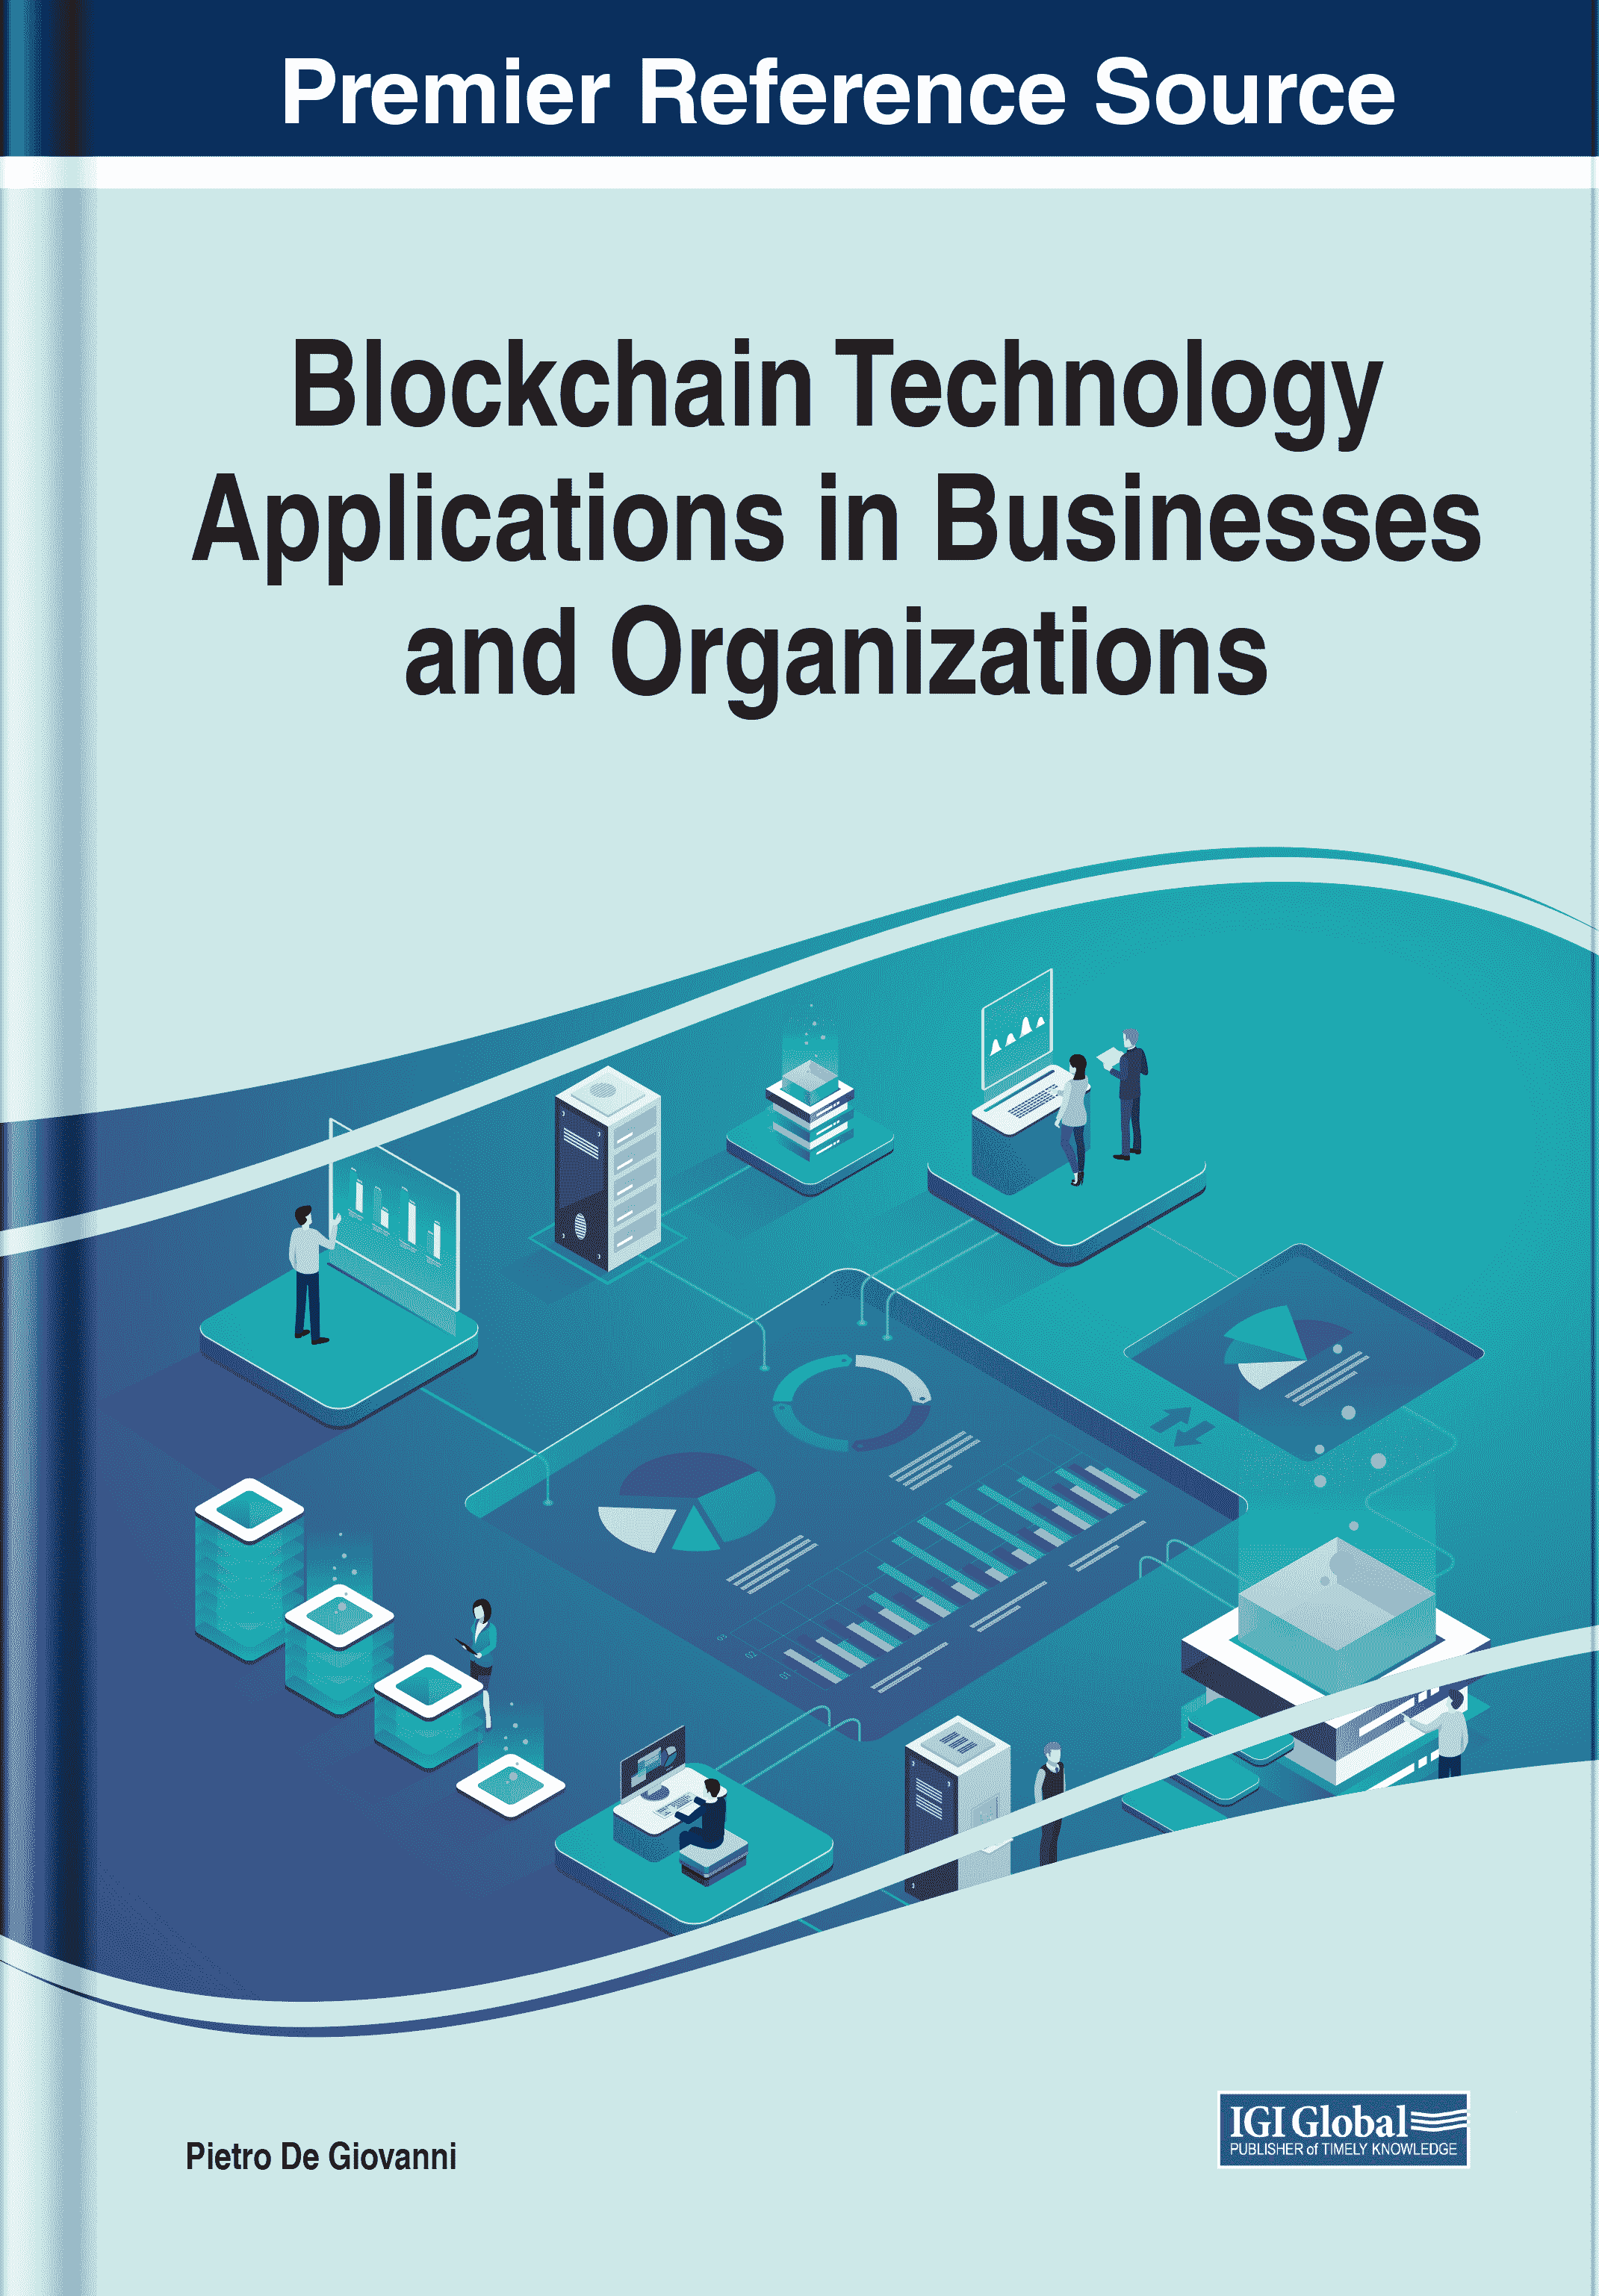 Premier Reference Source
Blockchain Technology
Applications in Businesses
and Organizations
Pietro De Giovanni
IGI Global
PUBLISHER of TIMELY KNOWLEDGE